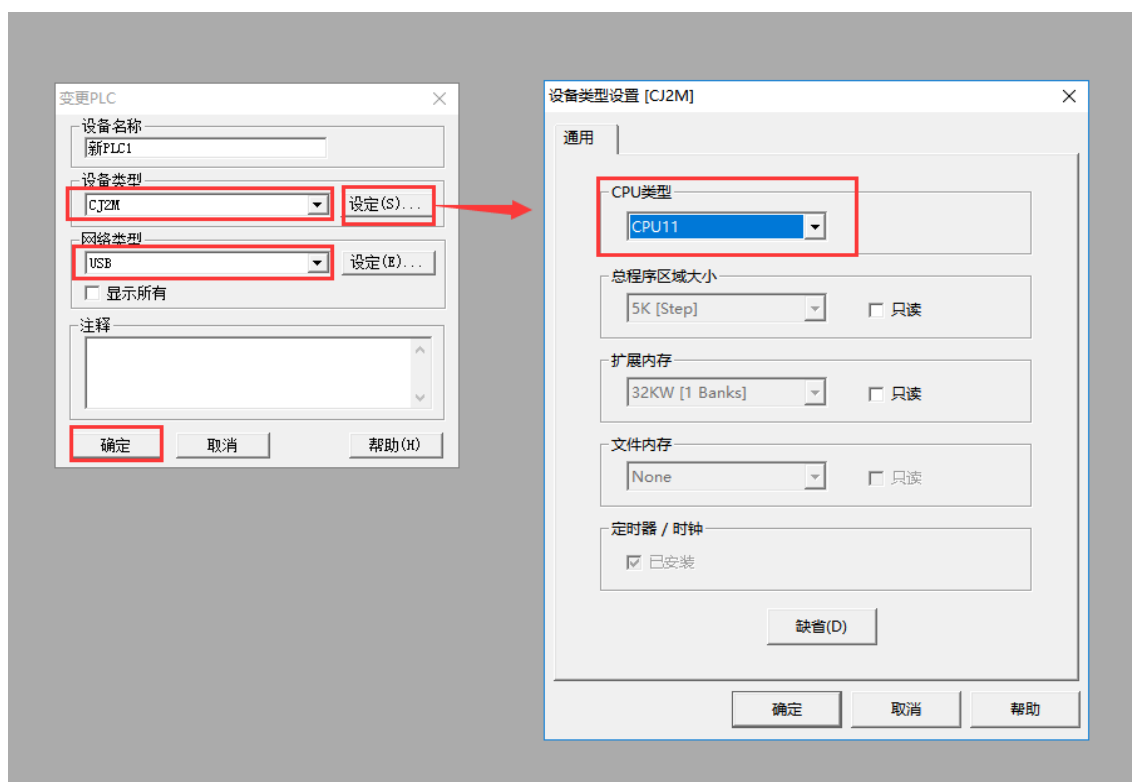 变更PLC
设备名称
新PLC1
设备类型
CJ2M
设定(S)...
网络类型
USB
设定(E)...
显示所有
注释
确定
取消
帮助(H)
设备类型设置 [CJ2M]
通用
CPU类型
CPU11
总程序区域大小
5K [Step]
只读
扩展内存
32KW [1 Banks]
只读
文件内存
None
只读
定时器 / 时钟
已安装
缺省(D)
确定
取消
帮助